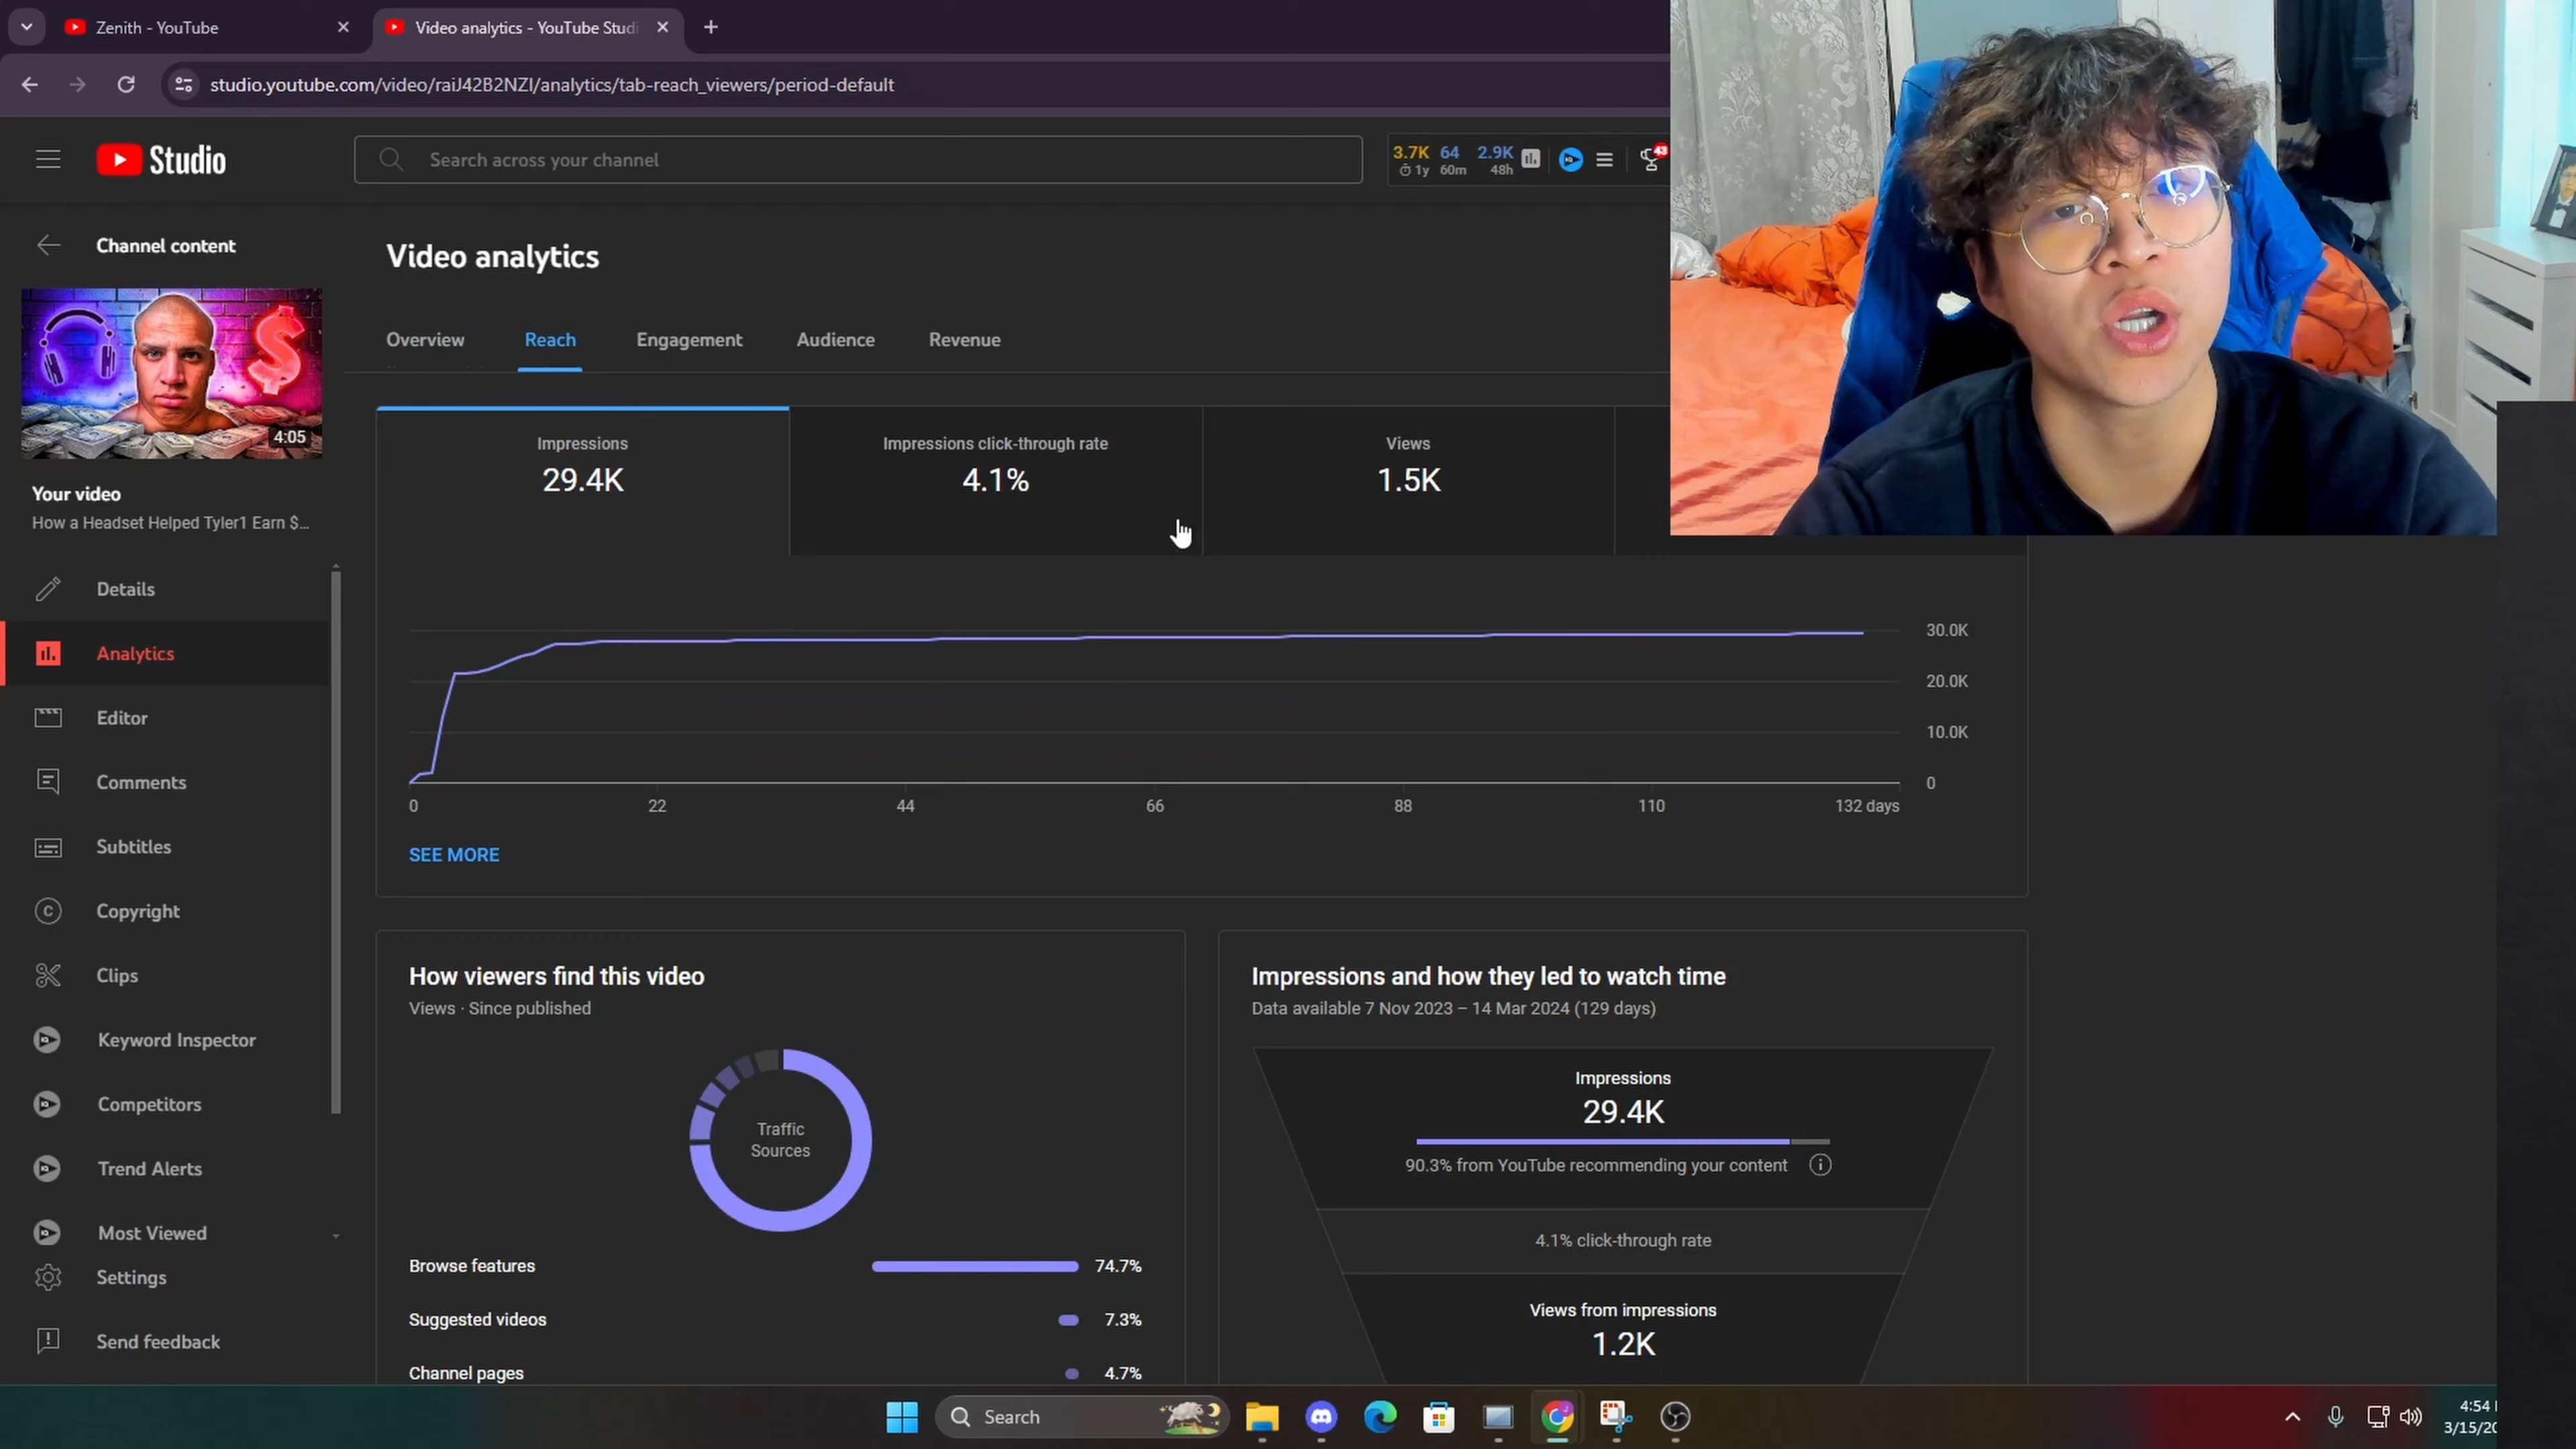 Zenith - YouTube
Video analytics - YouTube Studi
studio.youtube.com/video/raiJ42B2NZI/analytics/tab-reach_viewers/period-default
Studio
Search across your channel
3.7K 64 2.9K
1y 60m 48h
43
Channel content
4:05
Your video
How a Headset Helped Tyler1 Earn $...
Details
Analytics
Editor
Comments
Subtitles
Copyright
Clips
Keyword Inspector
Competitors
Trend Alerts
Most Viewed
Settings
Send feedback
Video analytics
Overview Reach Engagement Audience Revenue
Impressions Impressions click-through rate Views
29.4K 4.1% 1.5K
30.0K
20.0K
10.0K
0
0 22 44 66 88 110 132 days
SEE MORE
How viewers find this video
Views · Since published
Traffic
Sources
Browse features 74.7%
Suggested videos 7.3%
Channel pages 4.7%
Impressions and how they led to watch time
Data available 7 Nov 2023 – 14 Mar 2024 (129 days)
Impressions
29.4K
90.3% from YouTube recommending your content
4.1% click-through rate
Views from impressions
1.2K
Search
4:54
3/15/20